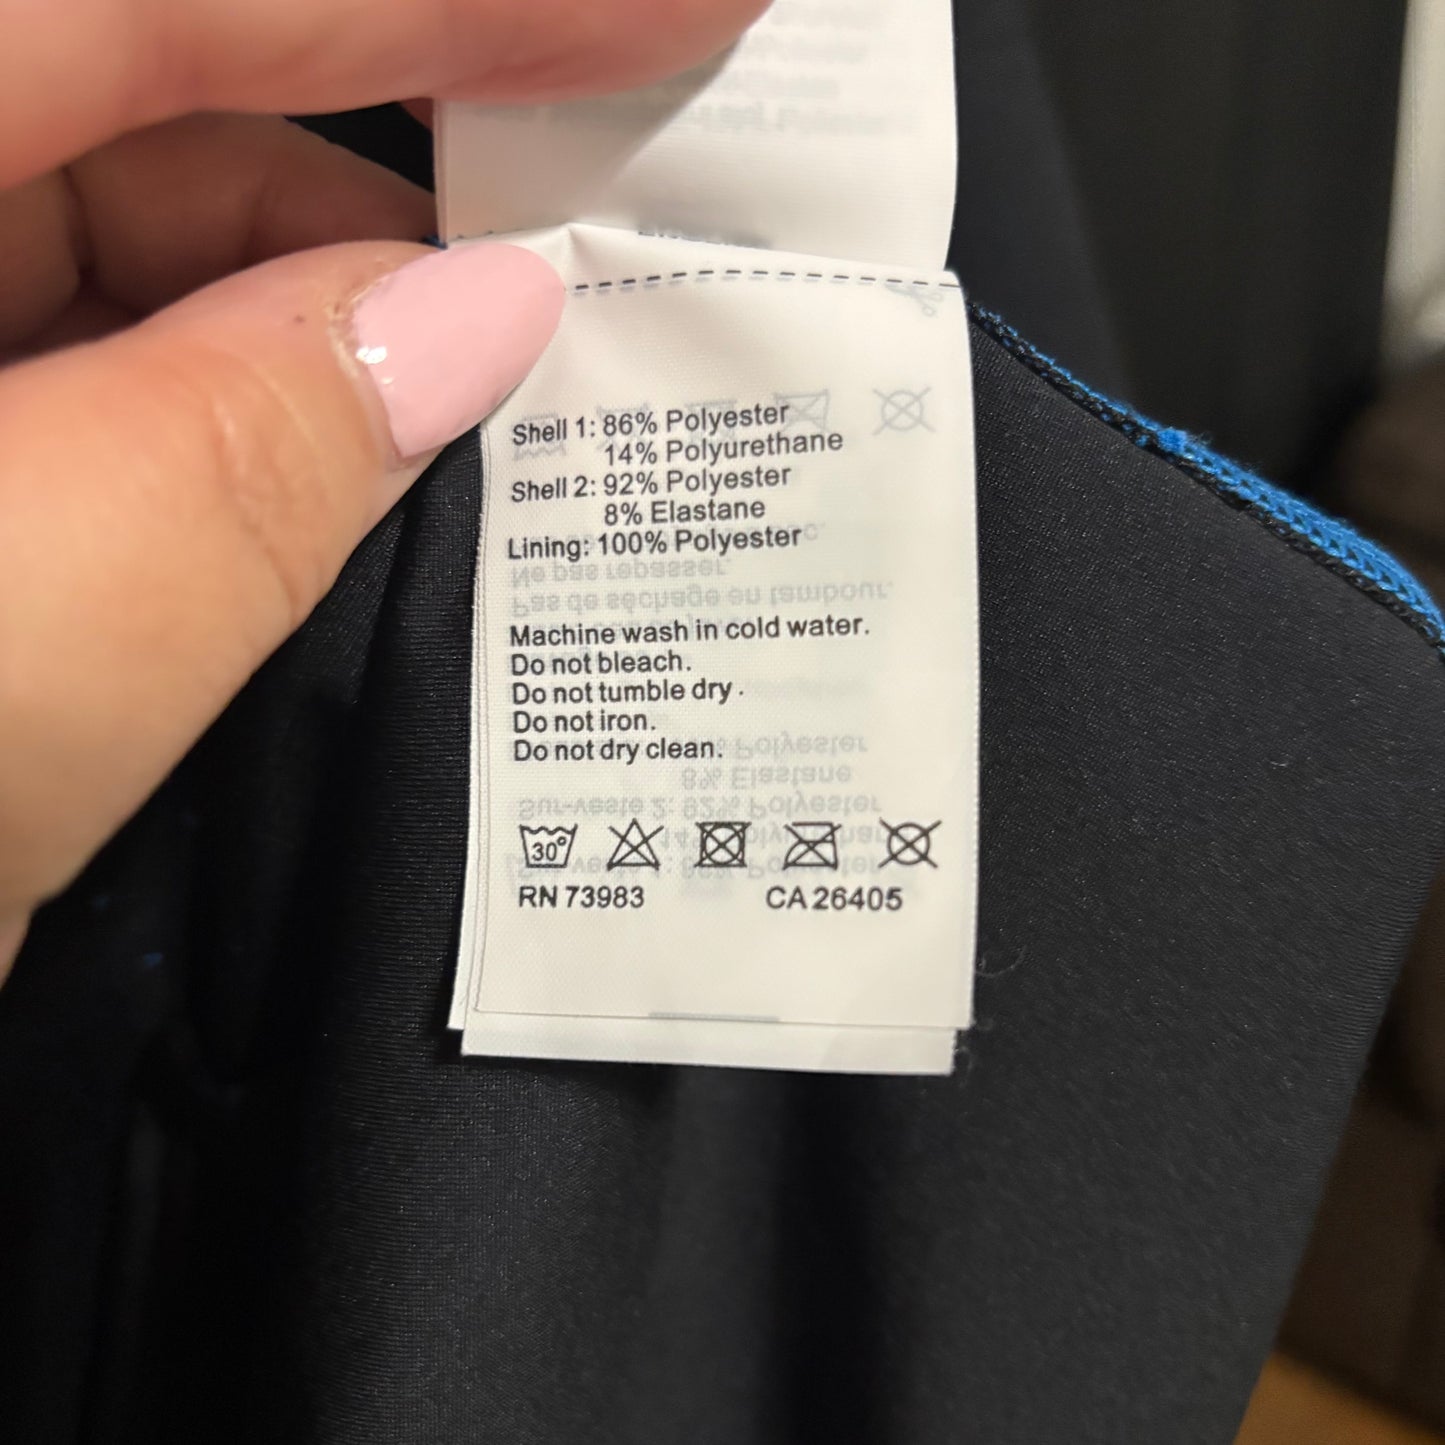 Shell 1: 86% Polyester
14% Polyurethane
Shell 2: 92% Polyester
8% Elastane
Lining: 100% Polyester
Machine wash in cold water.
Do not bleach.
Do not tumble dry.
Do not iron.
Do not dry clean.
30°
RN 73983 CA 26405